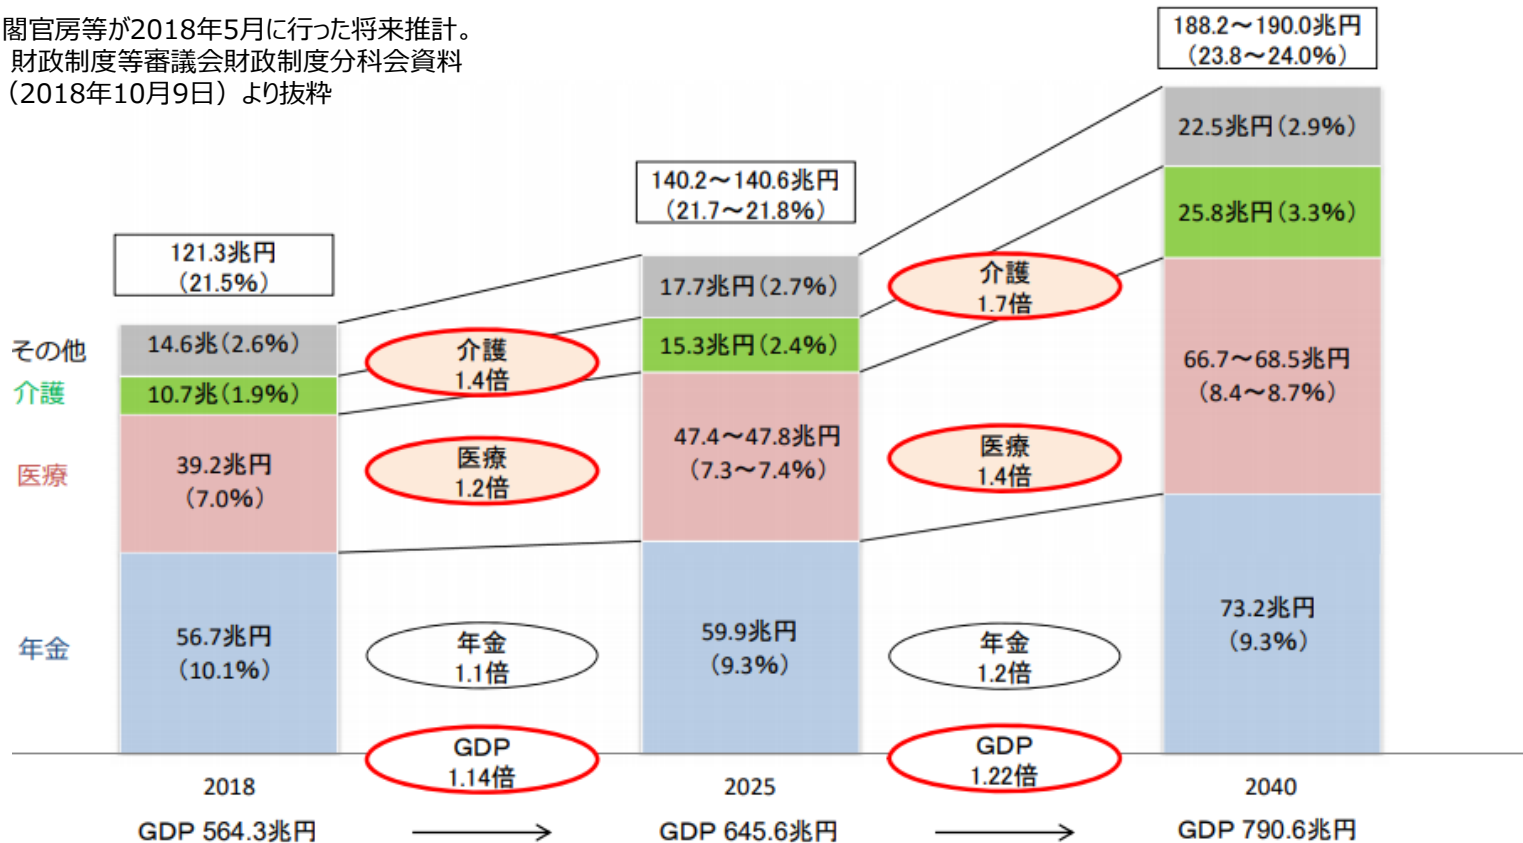 閣官房等が2018年5月に行った将来推計。
財政制度等審議会財政制度分科会資料
（2018年10月9日）より抜粋
188.2～190.0兆円
（23.8～24.0%）
22.5兆円（2.9%）
140.2～140.6兆円
（21.7～21.8%）
25.8兆円（3.3%）
121.3兆円
（21.5%）
介護
1.7倍
17.7兆円（2.7%）
その他
14.6兆（2.6%）
介護
1.4倍
15.3兆円（2.4%）
66.7～68.5兆円
（8.4～8.7%）
介護
10.7兆（1.9%）
医療
39.2兆円
（7.0%）
医療
1.2倍
47.4～47.8兆円
（7.3～7.4%）
医療
1.4倍
年金
56.7兆円
（10.1%）
年金
1.1倍
59.9兆円
（9.3%）
年金
1.2倍
73.2兆円
（9.3%）
GDP
1.14倍
GDP
1.22倍
2018
2025
2040
GDP 564.3兆円
GDP 645.6兆円
GDP 790.6兆円